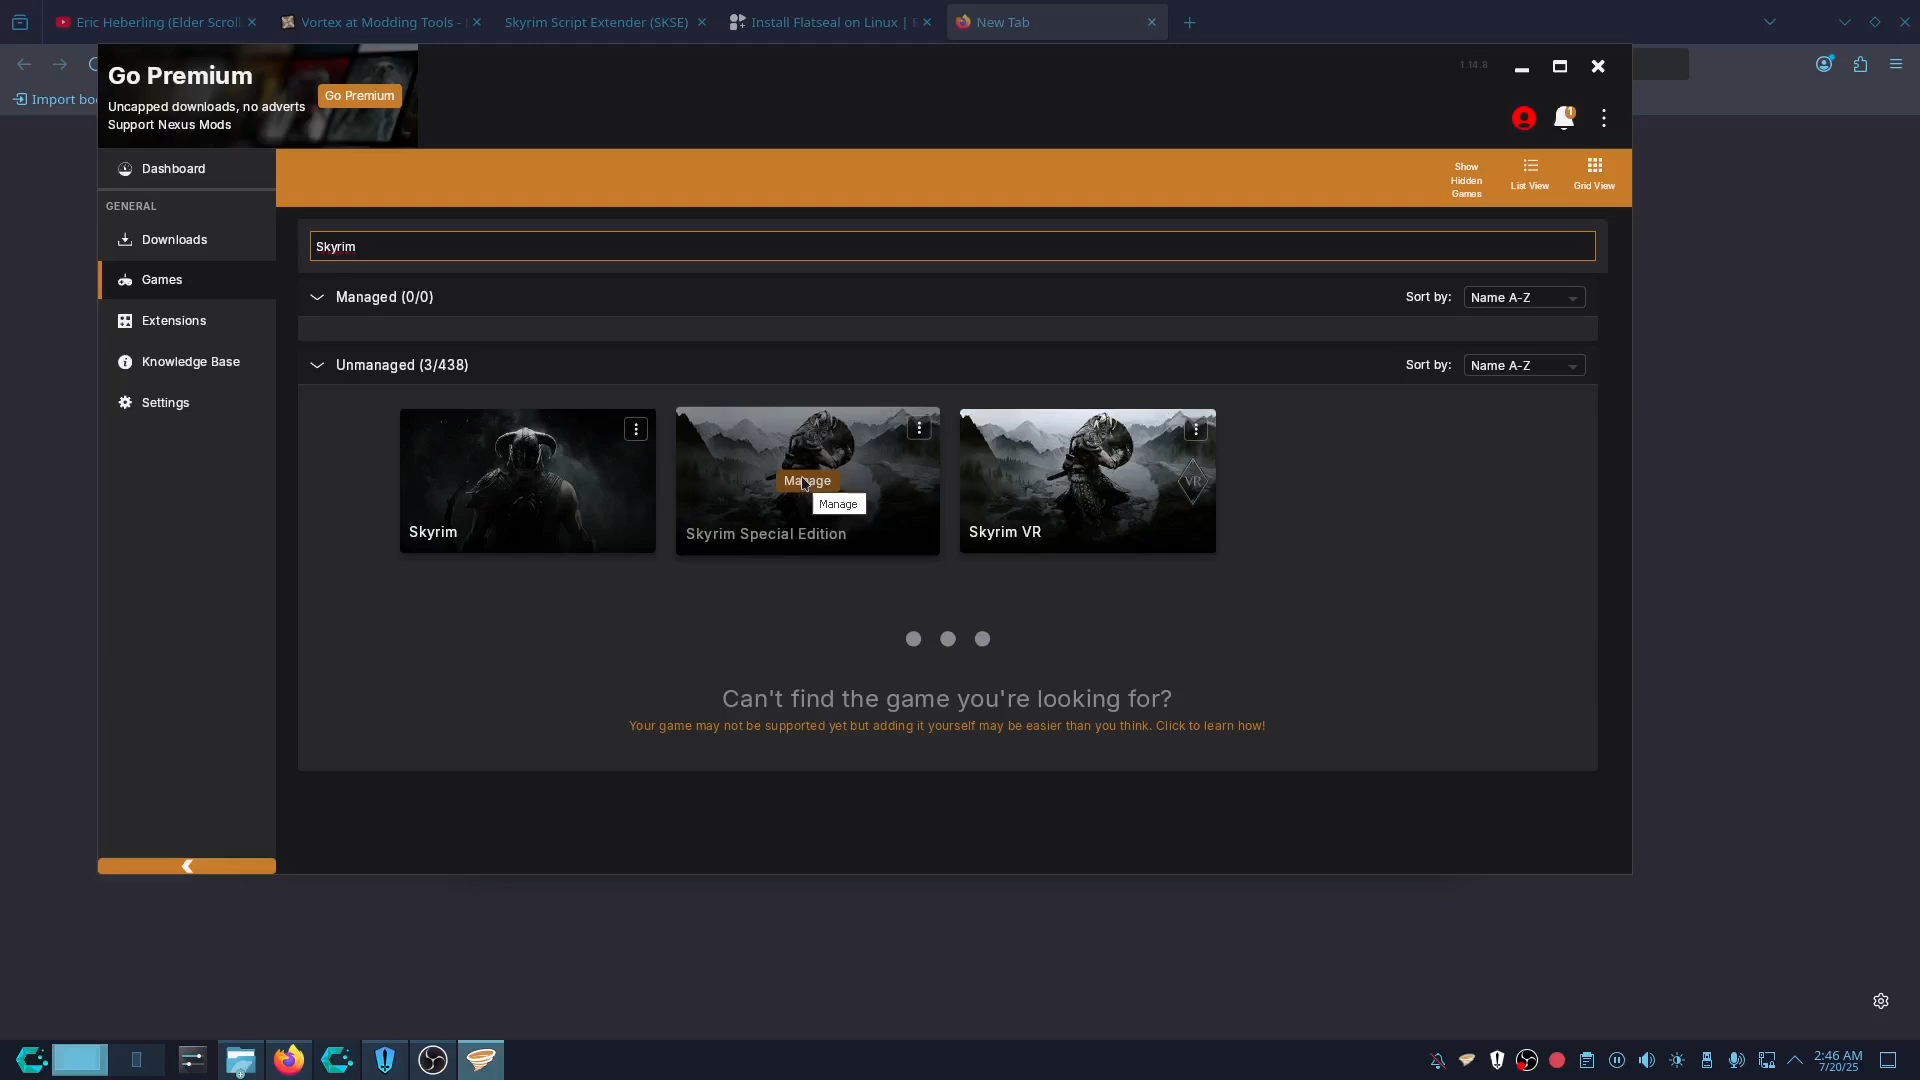 Eric Heberling (Elder Scroll
Vortex at Modding Tools -
Skyrim Script Extender (SKSE)
Install Flatseal on Linux |
New Tab
Import boo
Go Premium
Uncapped downloads, no adverts
Support Nexus Mods
Go Premium
1.14.8
1
Dashboard
Show
Hidden
Games
List View
Grid View
GENERAL
Downloads
Games
Extensions
Knowledge Base
Settings
Skyrim
Managed (0/0)
Sort by:
Name A-Z
Unmanaged (3/438)
Sort by:
Name A-Z
Skyrim
Manage
Manage
Skyrim Special Edition
VR
Skyrim VR
Can't find the game you're looking for?
Your game may not be supported yet but adding it yourself may be easier than you think. Click to learn how!
2:46 AM
7/20/25